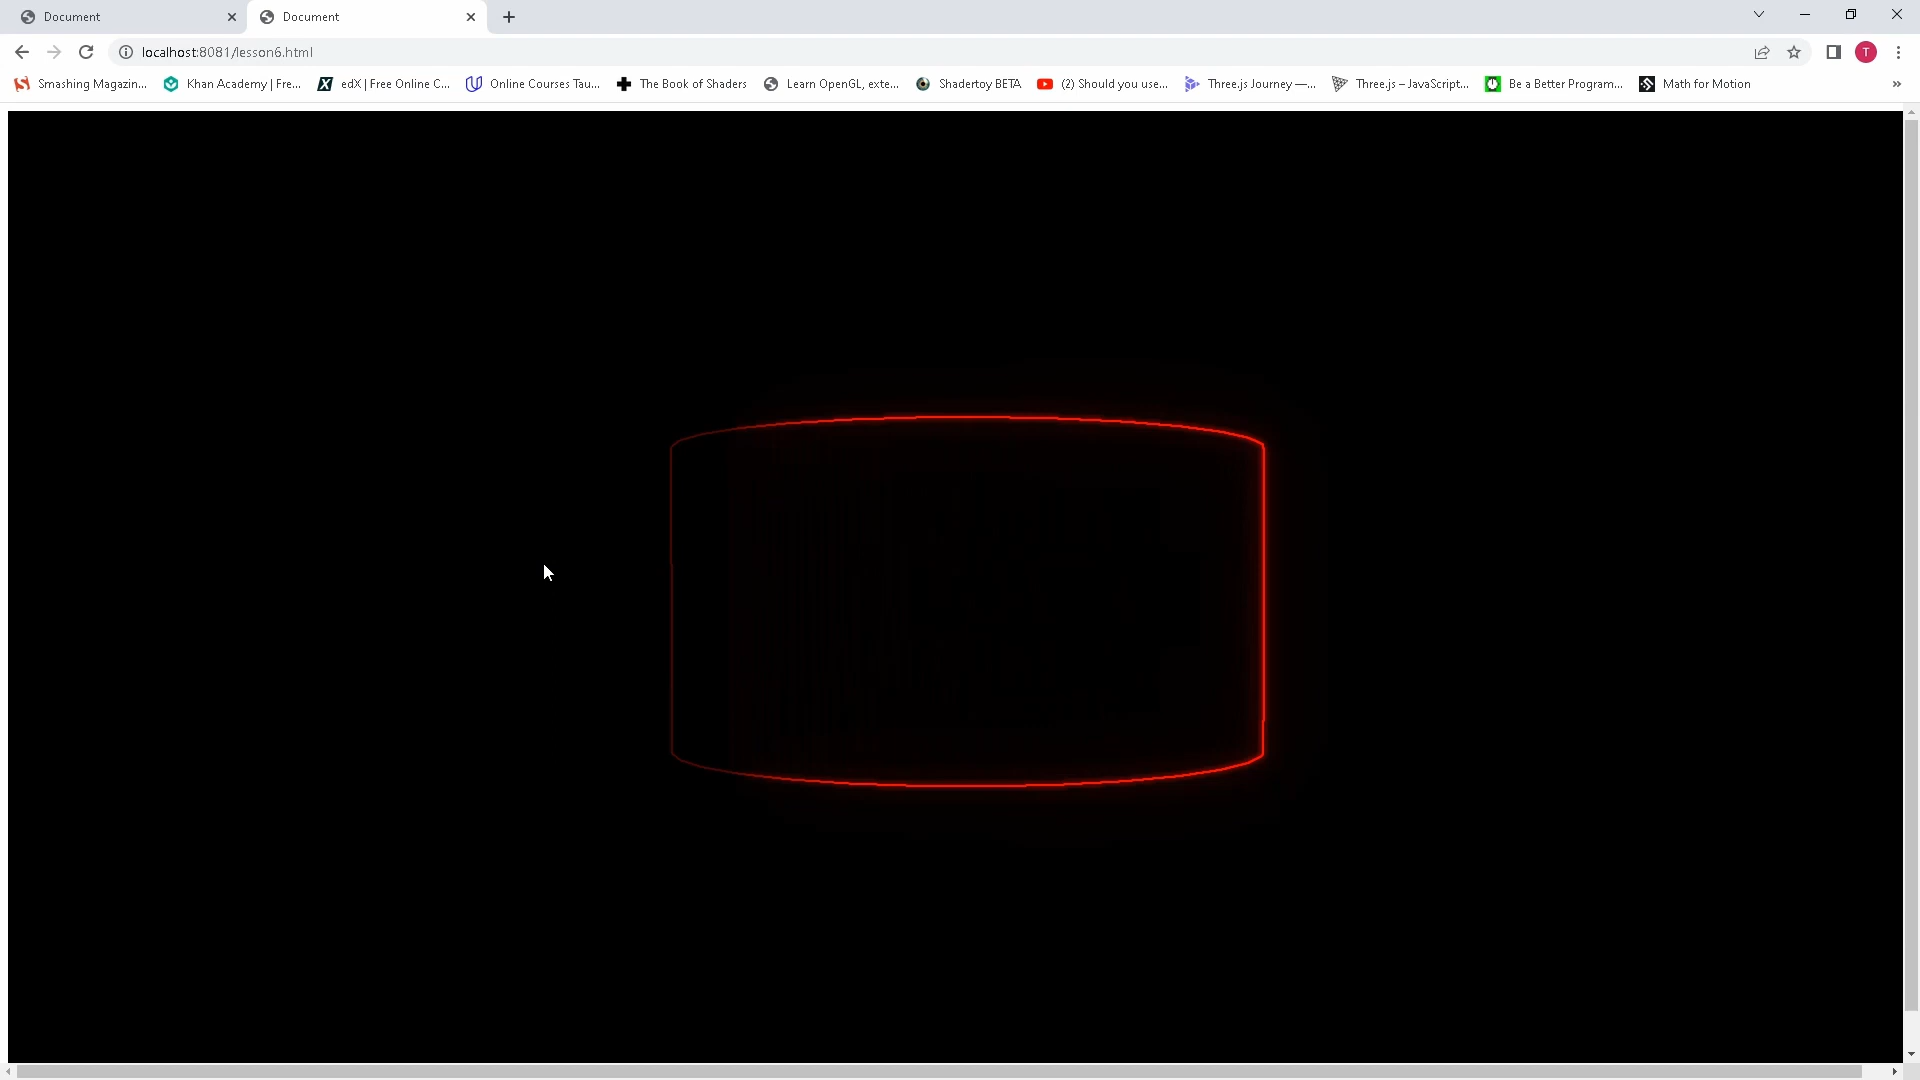 Document
Document
localhost:8081/lesson6.html
T
Smashing Magazin...
Khan Academy | Fre...
edX | Free Online C...
Online Courses Tau...
The Book of Shaders
Learn OpenGL, exte...
Shadertoy BETA
(2) Should you use...
Three.js Journey —...
Three.js – JavaScript...
Be a Better Program...
Math for Motion